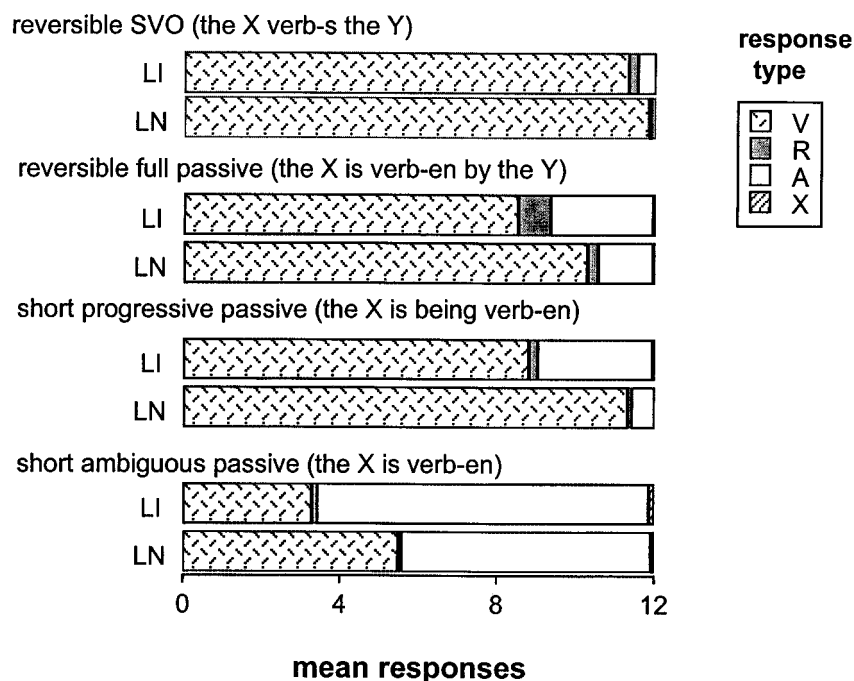 reversible SVO (the X verb-s the Y)
LI
LN
reversible full passive (the X is verb-en by the Y)
LI
LN
short progressive passive (the X is being verb-en)
LI
LN
short ambiguous passive (the X is verb-en)
LI
LN
0 4 8 12
mean responses
response
type
V
R
A
X